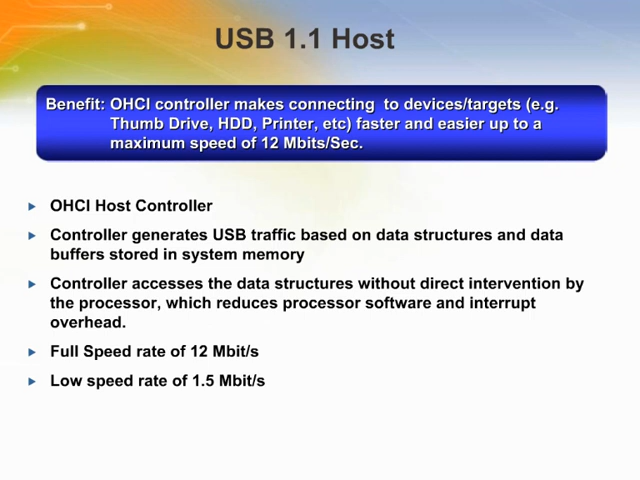 USB 1.1 Host
Benefit: OHCI controller makes connecting  to devices/targets (e.g.
Thumb Drive, HDD, Printer, etc) faster and easier up to a
maximum speed of 12 Mbits/Sec.
OHCI Host Controller
Controller generates USB traffic based on data structures and data
buffers stored in system memory
Controller accesses the data structures without direct intervention by
the processor, which reduces processor software and interrupt
overhead.
Full Speed rate of 12 Mbit/s
Low speed rate of 1.5 Mbit/s